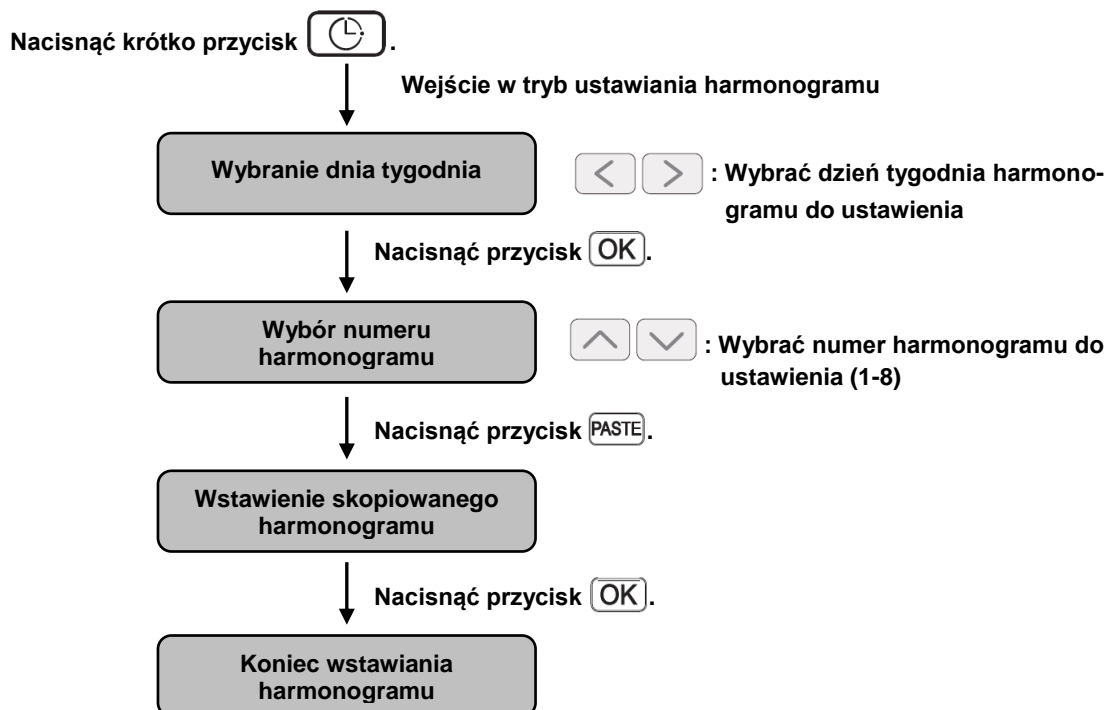 Nacisnąć krótko przycisk .
Wejście w tryb ustawiania harmonogramu
Wybranie dnia tygodnia
: Wybrać dzień tygodnia harmono-
gramu do ustawienia
Nacisnąć przycisk OK.
Wybór numeru
harmonogramu
: Wybrać numer harmonogramu do
ustawienia (1-8)
Nacisnąć przycisk PASTE.
Wstawienie skopiowanego
harmonogramu
Nacisnąć przycisk OK.
Koniec wstawiania
harmonogramu